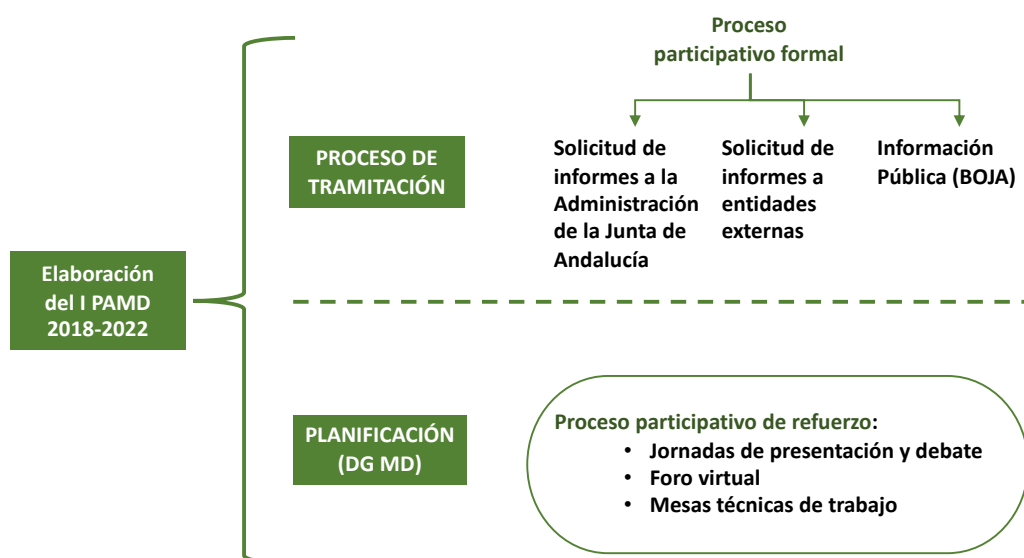 Proceso
participativo formal
PROCESO DE
TRAMITACIÓN
Solicitud de
informes a la
Administración
de la Junta de
Andalucía
Solicitud de
informes a
entidades
externas
Información
Pública (BOJA)
Elaboración
del I PAMD
2018-2022
PLANIFICACIÓN
(DG MD)
Proceso participativo de refuerzo:
• Jornadas de presentación y debate
• Foro virtual
• Mesas técnicas de trabajo